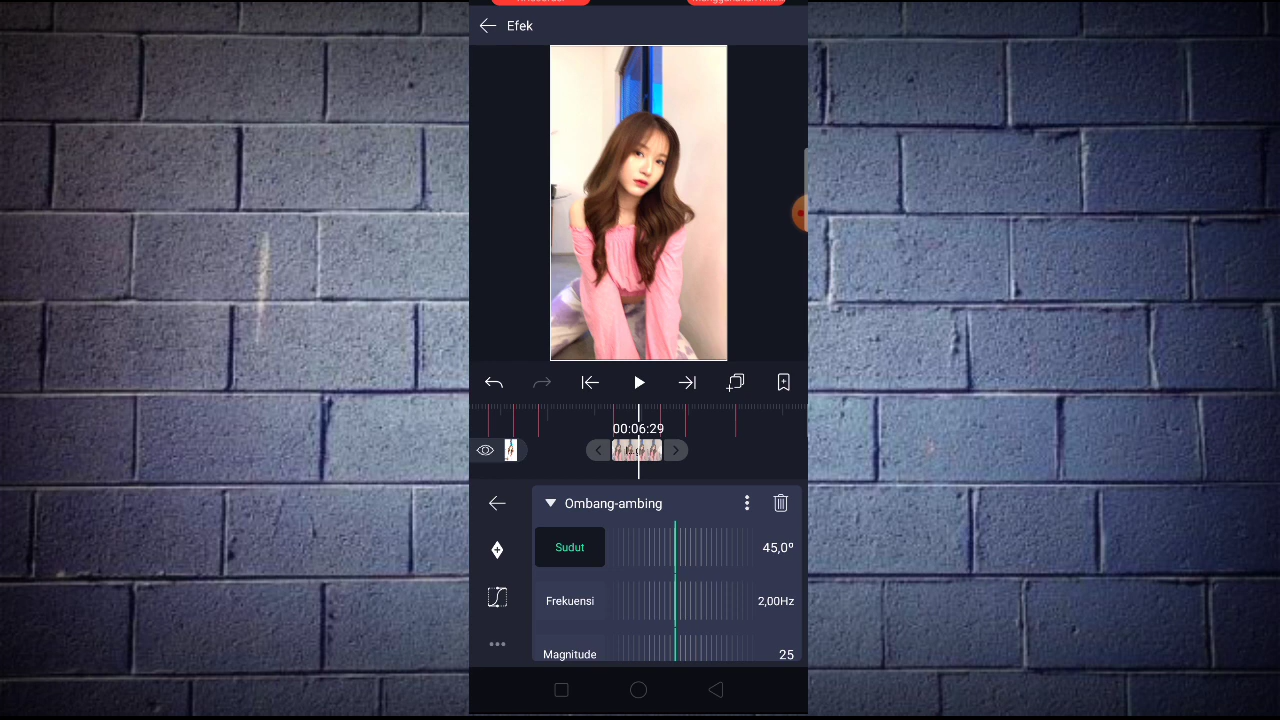 Efek
00:06:29
Ombang-ambing
Sudut 45,0º
Frekuensi 2,00Hz
Magnitude 25